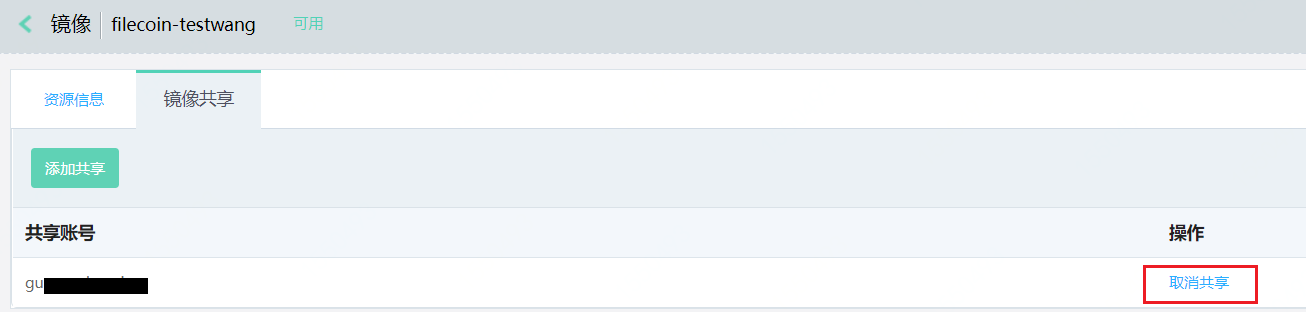 镜像 filecoin-testwang 可用
资源信息 镜像共享
添加共享
共享账号 操作
gu 取消共享